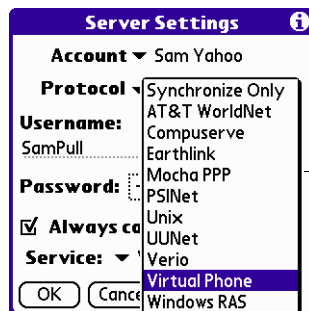 Server Settings
Account Sam Yahoo
Protocol
Synchronize Only
AT&T WorldNet
Compuserve
Username:
Earthlink
SamPull
Mocha PPP
Password:
PSINet
Unix
Always co
UUNet
Service:
Verio
Virtual Phone
OK Cance
Windows RAS